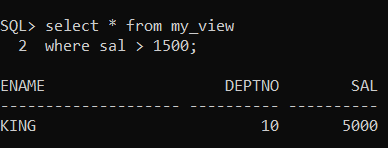 SQL> select * from my_view
  2  where sal > 1500;
ENAME                    DEPTNO        SAL
-------------------- ---------- ----------
KING                         10       5000